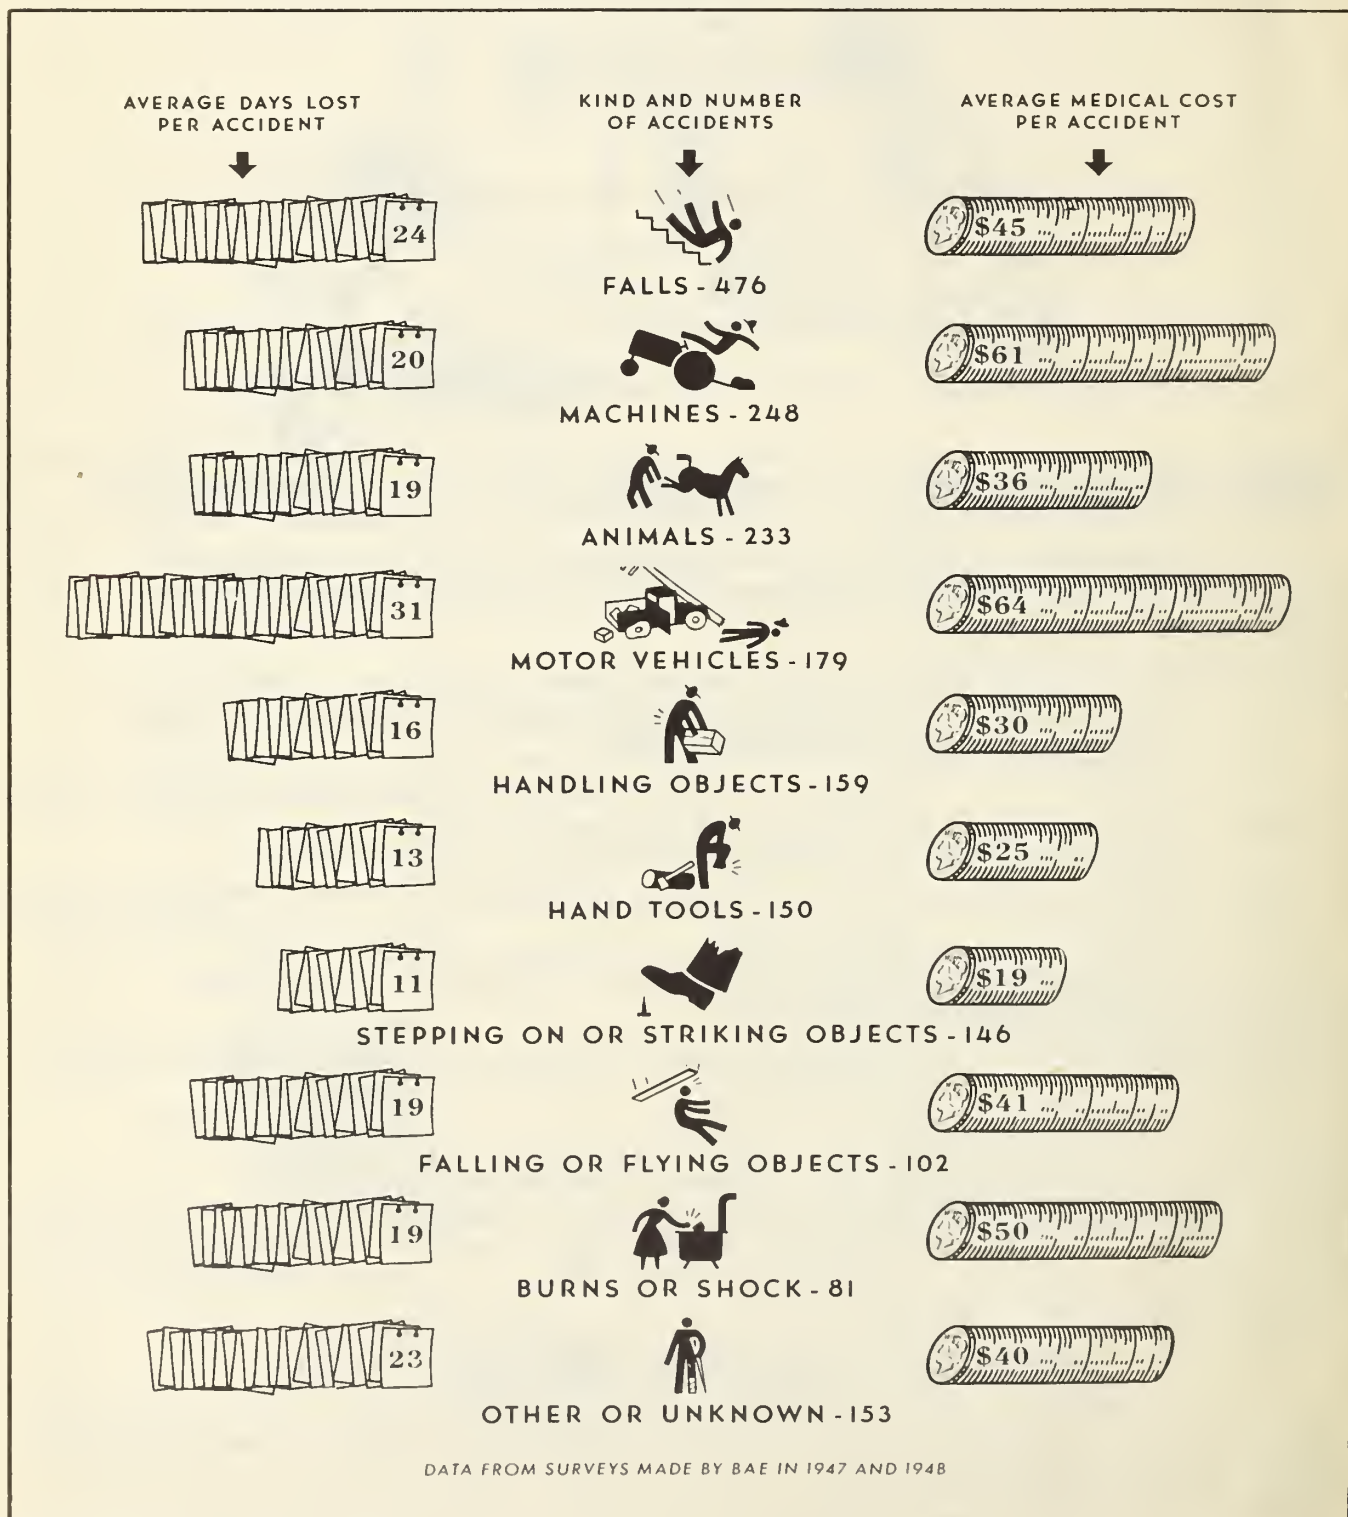 AVERAGE DAYS LOST
PER ACCIDENT
KIND AND NUMBER
OF ACCIDENTS
AVERAGE MEDICAL COST
PER ACCIDENT
24
$45
FALLS - 476
20
$61
MACHINES - 248
19
$36
ANIMALS - 233
31
$64
MOTOR VEHICLES - 179
16
$30
HANDLING OBJECTS - 159
13
$25
HAND TOOLS - 150
11
$19
STEPPING ON OR STRIKING OBJECTS - 146
19
$41
FALLING OR FLYING OBJECTS - 102
19
$50
BURNS OR SHOCK - 81
23
$40
OTHER OR UNKNOWN - 153
DATA FROM SURVEYS MADE BY BAE IN 1947 AND 1948